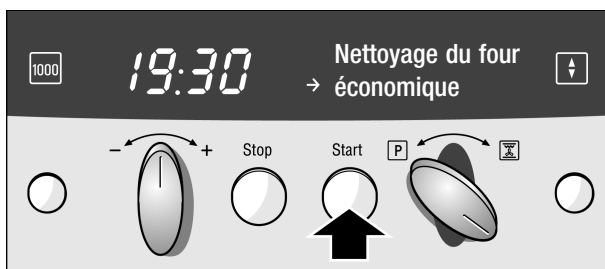 1000
19:30
Nettoyage du four
→ économique
- +
Stop
Start
P